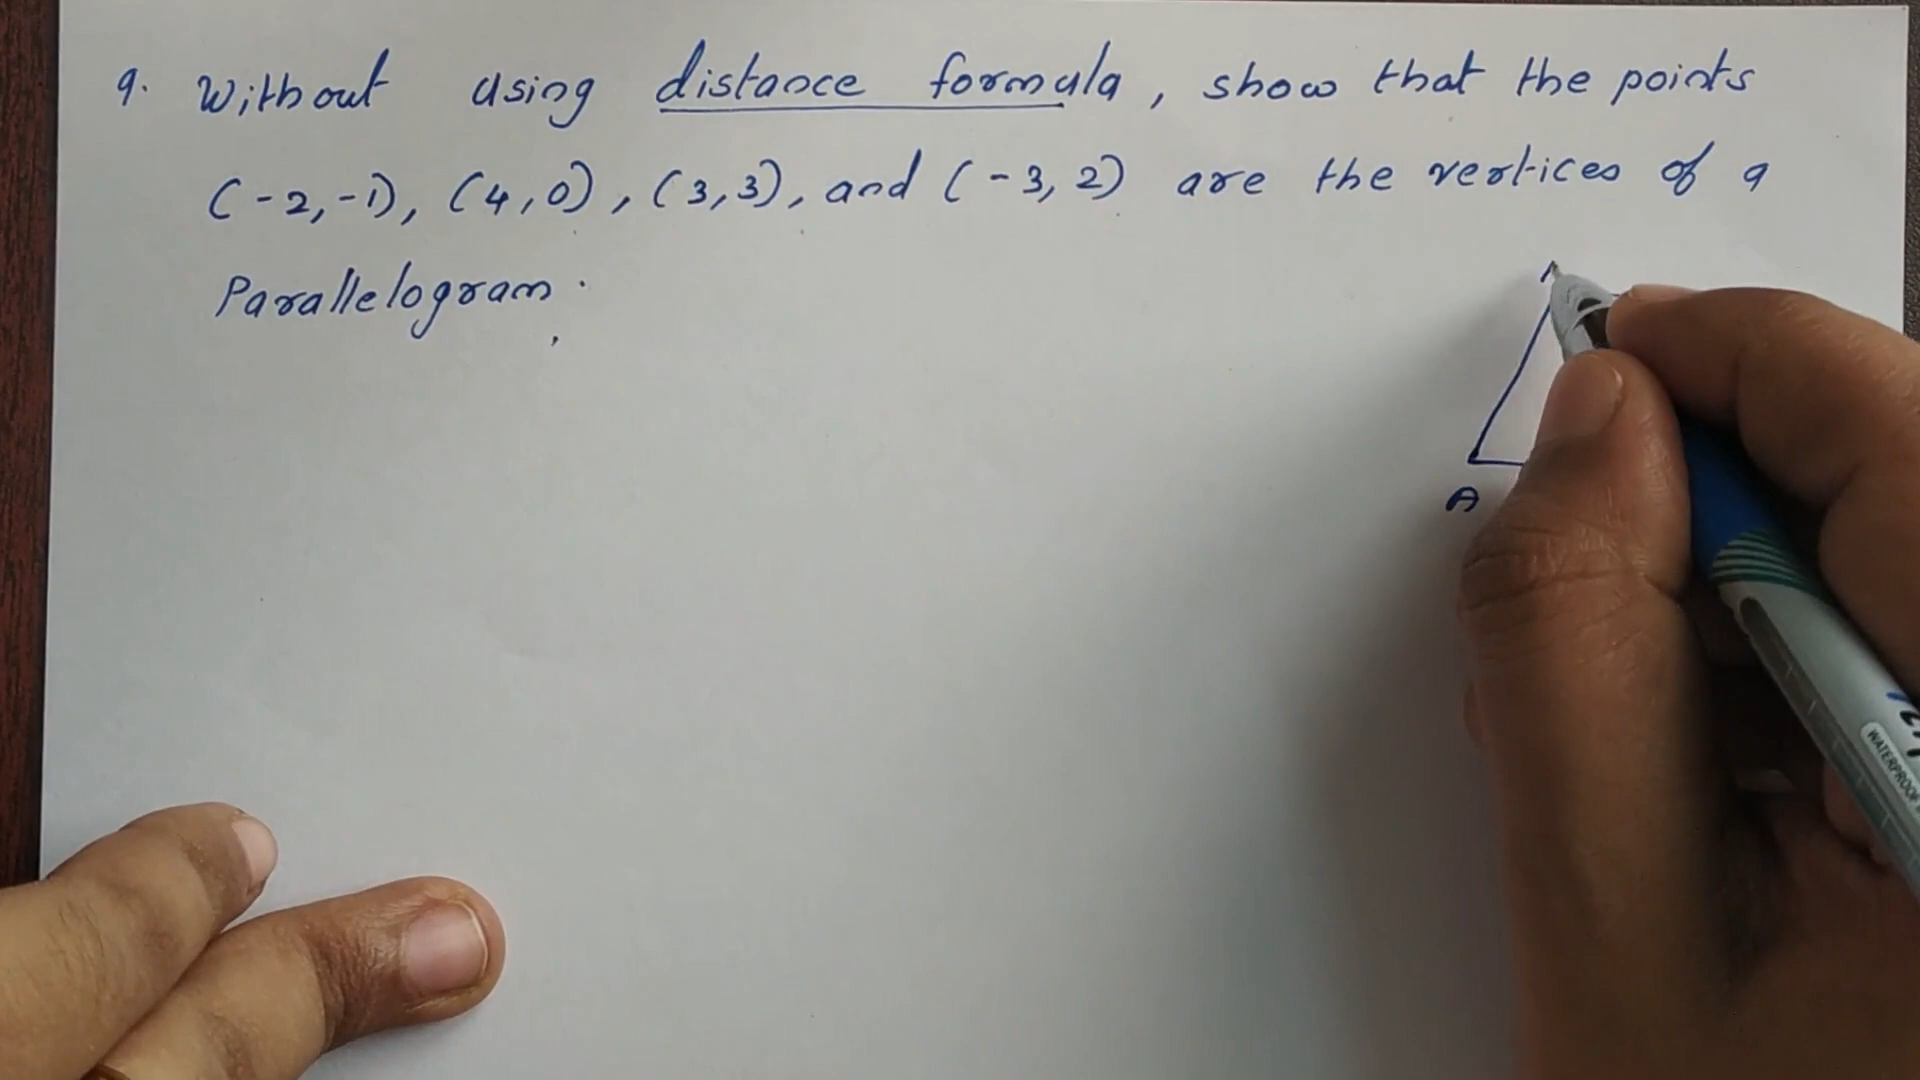 9. Without using distance formula, show that the points
(-2,-1), (4,0), (3,3), and (-3,2) are the vertices of a
Parallelogram.
A
WATERPROOF